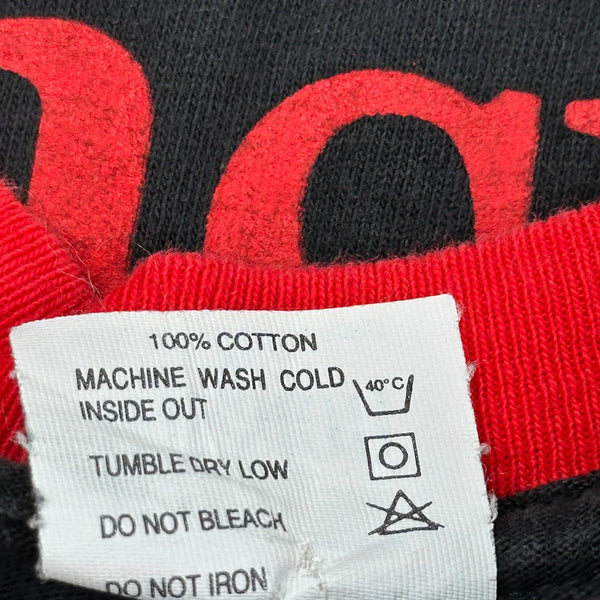 100% COTTON
MACHINE WASH COLD 40°C
INSIDE OUT
TUMBLE DRY LOW
DO NOT BLEACH
DO NOT IRON